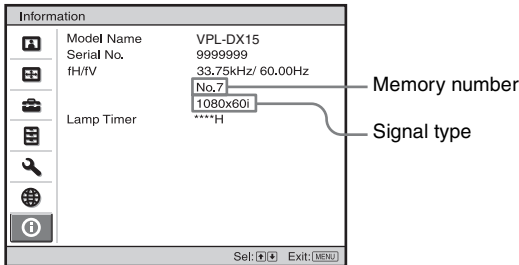 Information
Model Name VPL-DX15
Serial No. 9999999
fH/fV 33.75kHz/ 60.00Hz
No.7
1080x60i
Lamp Timer ****H
Memory number
Signal type
Sel: Exit: MENU